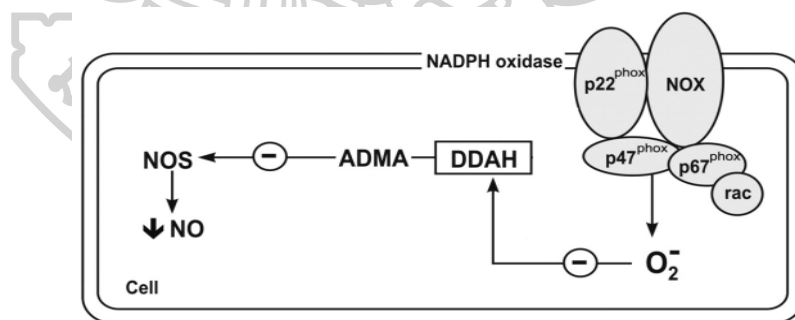 NADPH oxidase
p22phox
NOX
NOS
−
ADMA
DDAH
p47phox
p67phox
rac
↓ NO
−
O2−
Cell